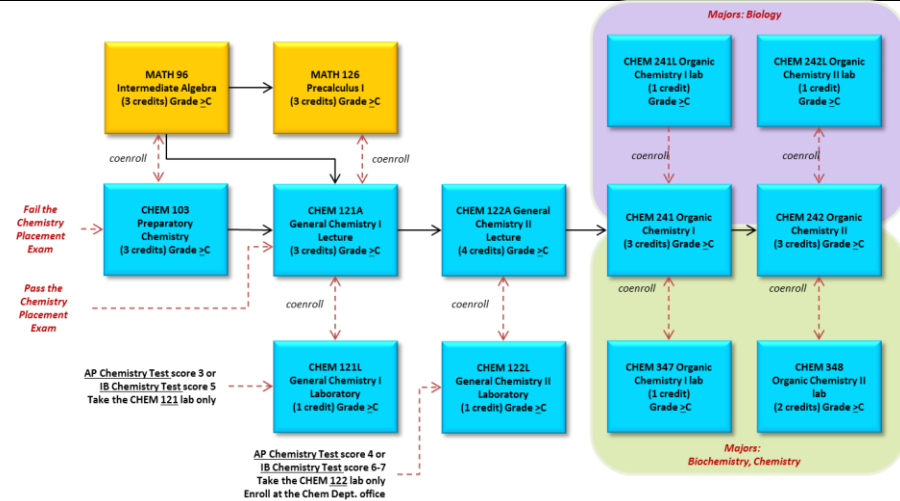 Majors: Biology
MATH 96
Intermediate Algebra
(3 credits) Grade >C
MATH 126
Precalculus I
(3 credits) Grade >C
CHEM 241L Organic
Chemistry I lab
(1 credit)
Grade >C
CHEM 242L Organic
Chemistry II lab
(1 credit)
Grade >C
coenroll
coenroll
coenroll
coenroll
Fail the
Chemistry
Placement
Exam
CHEM 103
Preparatory
Chemistry
(3 credits) Grade >C
CHEM 121A
General Chemistry I
Lecture
(3 credits) Grade >C
CHEM 122A General
Chemistry II
Lecture
(4 credits) Grade >C
CHEM 241 Organic
Chemistry I
(3 credits) Grade >C
CHEM 242 Organic
Chemistry II
(3 credits) Grade >C
Pass the
Chemistry
Placement
Exam
coenroll
coenroll
coenroll
coenroll
AP Chemistry Test score 3 or
IB Chemistry Test score 5
Take the CHEM 121 lab only
CHEM 121L
General Chemistry I
Laboratory
(1 credit) Grade >C
CHEM 122L
General Chemistry II
Laboratory
(1 credit) Grade >C
CHEM 347 Organic
Chemistry I lab
(1 credit)
Grade >C
CHEM 348
Organic Chemistry II
lab
(2 credits) Grade >C
AP Chemistry Test score 4 or
IB Chemistry Test score 6-7
Take the CHEM 122 lab only
Enroll at the Chem Dept. office
Majors:
Biochemistry, Chemistry